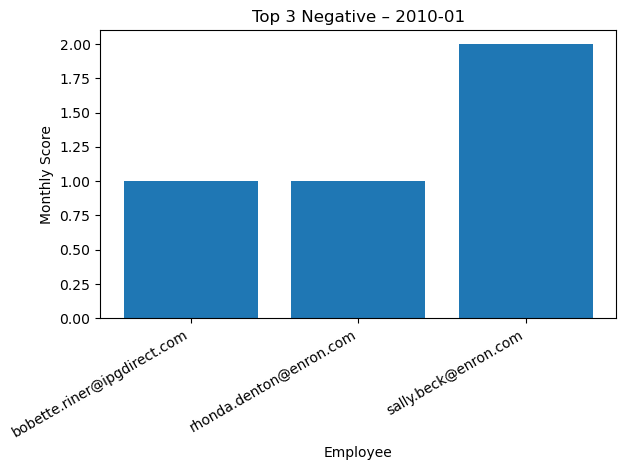 Top 3 Negative – 2010-01
Monthly Score
2.00
1.75
1.50
1.25
1.00
0.75
0.50
0.25
0.00
bobette.riner@ipgdirect.com
rhonda.denton@enron.com
sally.beck@enron.com
Employee